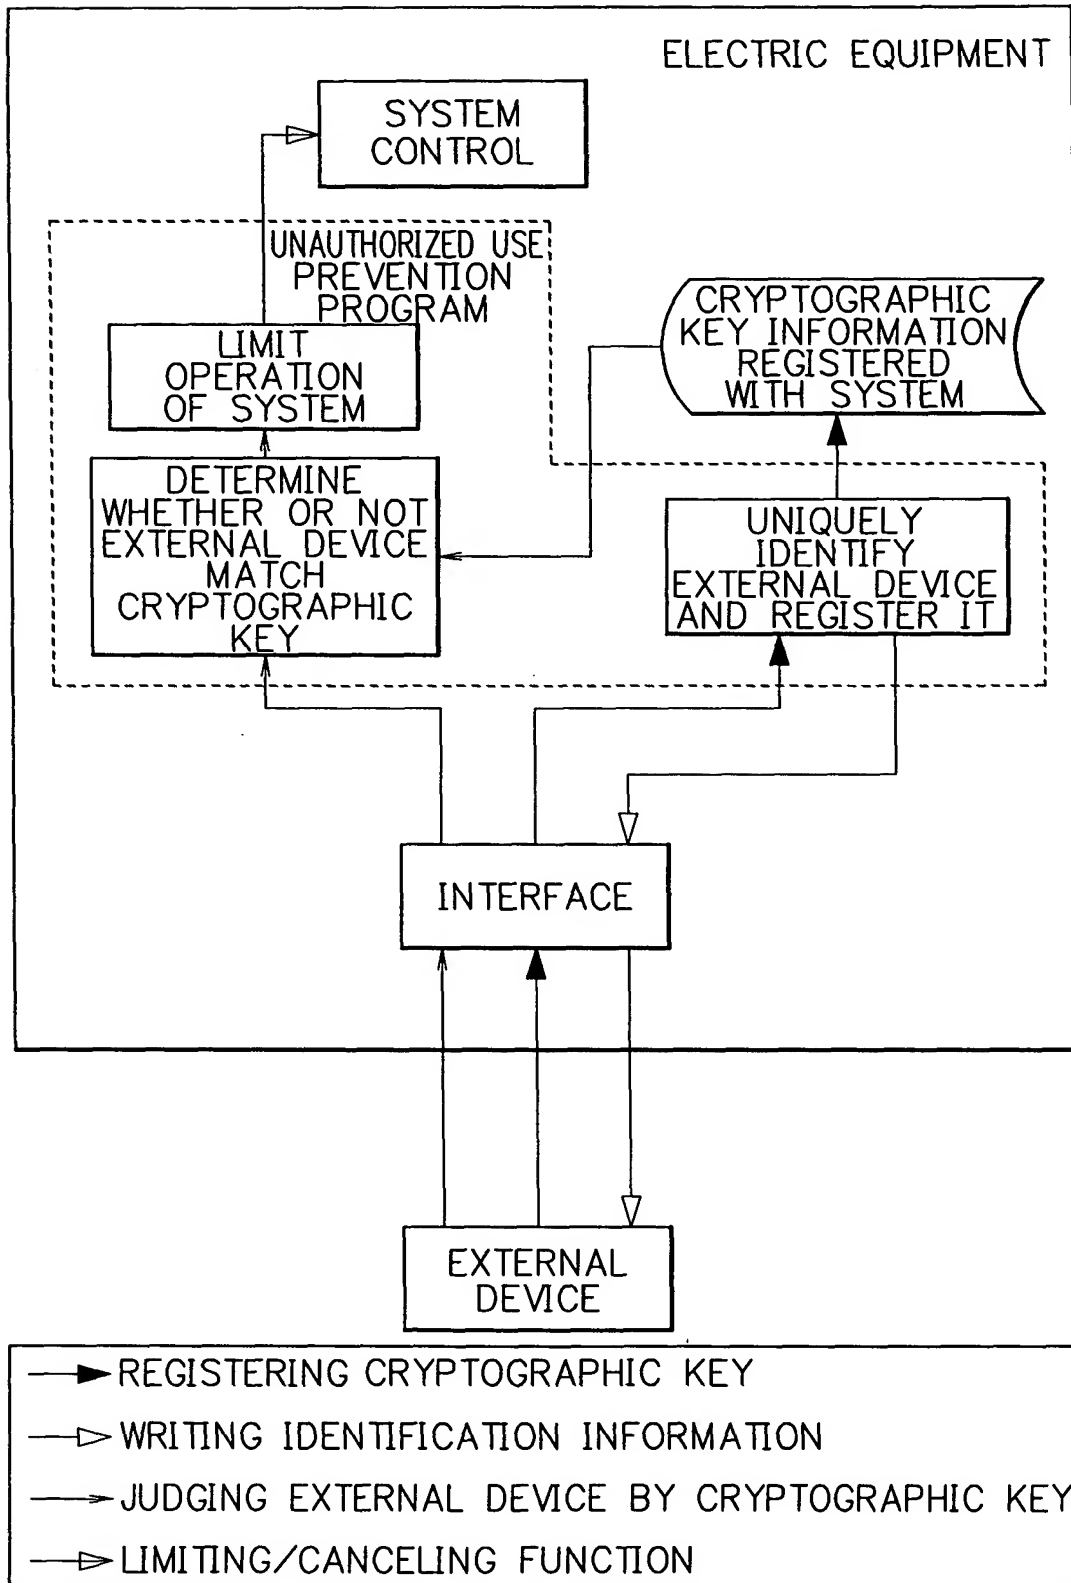 ELECTRIC EQUIPMENT
SYSTEM
CONTROL
UNAUTHORIZED USE
PREVENTION
PROGRAM
LIMIT
OPERATION
OF SYSTEM
CRYPTOGRAPHIC
KEY INFORMATION
REGISTERED
WITH SYSTEM
DETERMINE
WHETHER OR NOT
EXTERNAL DEVICE
MATCH
CRYPTOGRAPHIC
KEY
UNIQUELY
IDENTIFY
EXTERNAL DEVICE
AND REGISTER IT
INTERFACE
EXTERNAL
DEVICE
REGISTERING CRYPTOGRAPHIC KEY
WRITING IDENTIFICATION INFORMATION
JUDGING EXTERNAL DEVICE BY CRYPTOGRAPHIC KEY
LIMITING/CANCELING FUNCTION